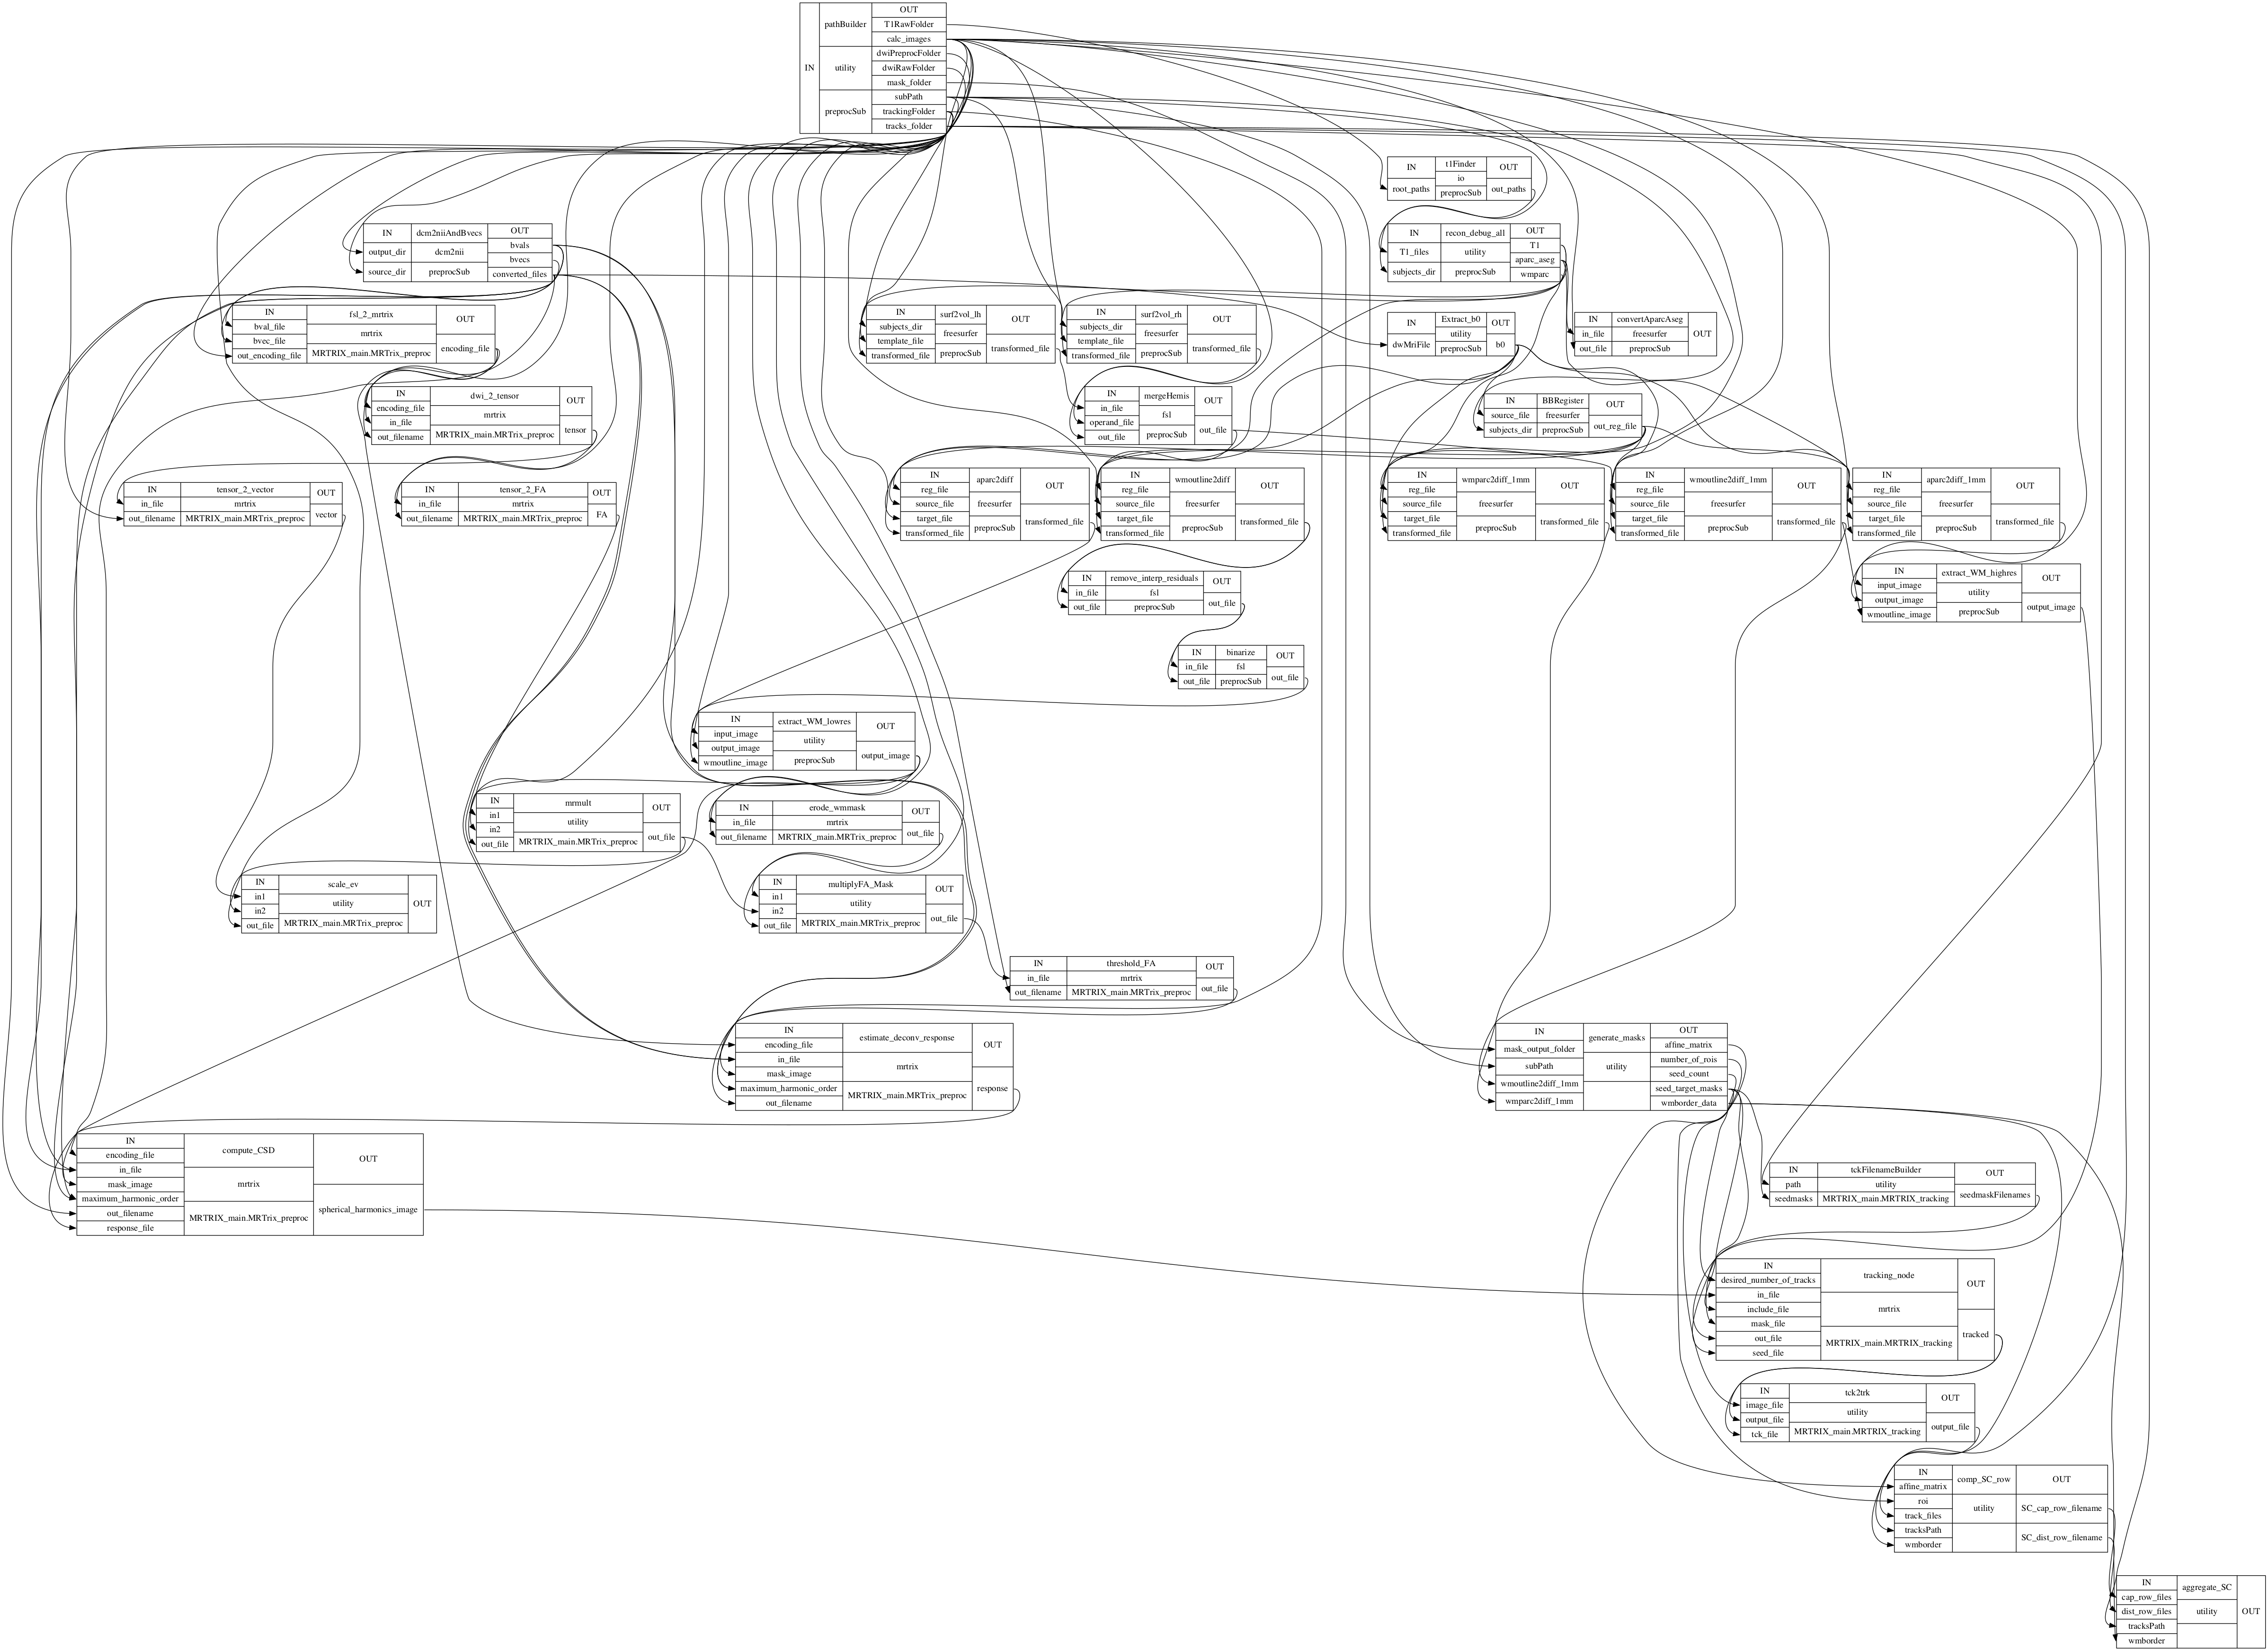 IN
pathBuilder
utility
preprocSub
OUT
T1RawFolder
calc_images
dwiPreprocFolder
dwiRawFolder
mask_folder
subPath
trackingFolder
tracks_folder
IN
root_paths
t1Finder
io
preprocSub
OUT
out_paths
IN
output_dir
source_dir
dcm2niiAndBvecs
dcm2nii
preprocSub
OUT
bvals
bvecs
converted_files
IN
T1_files
subjects_dir
recon_debug_all
utility
preprocSub
OUT
T1
aparc_aseg
wmparc
IN
bval_file
bvec_file
out_encoding_file
fsl_2_mrtrix
mrtrix
MRTRIX_main.MRTrix_preproc
OUT
encoding_file
IN
subjects_dir
template_file
transformed_file
surf2vol_lh
freesurfer
preprocSub
OUT
transformed_file
IN
subjects_dir
template_file
transformed_file
surf2vol_rh
freesurfer
preprocSub
OUT
transformed_file
IN
dwMriFile
Extract_b0
utility
preprocSub
OUT
b0
IN
in_file
out_file
convertAparcAseg
freesurfer
preprocSub
OUT
IN
encoding_file
in_file
out_filename
dwi_2_tensor
mrtrix
MRTRIX_main.MRTrix_preproc
OUT
tensor
IN
in_file
operand_file
out_file
mergeHemis
fsl
preprocSub
OUT
out_file
IN
source_file
subjects_dir
BBRegister
freesurfer
preprocSub
OUT
out_reg_file
IN
in_file
out_filename
tensor_2_vector
mrtrix
MRTRIX_main.MRTrix_preproc
OUT
vector
IN
in_file
out_filename
tensor_2_FA
mrtrix
MRTRIX_main.MRTrix_preproc
OUT
FA
IN
reg_file
source_file
target_file
transformed_file
aparc2diff
freesurfer
preprocSub
OUT
transformed_file
IN
reg_file
source_file
target_file
transformed_file
wmoutline2diff
freesurfer
preprocSub
OUT
transformed_file
IN
reg_file
source_file
target_file
transformed_file
wmparc2diff_1mm
freesurfer
preprocSub
OUT
transformed_file
IN
reg_file
source_file
target_file
transformed_file
wmoutline2diff_1mm
freesurfer
preprocSub
OUT
transformed_file
IN
reg_file
source_file
target_file
transformed_file
aparc2diff_1mm
freesurfer
preprocSub
OUT
transformed_file
IN
in_file
out_file
remove_interp_residuals
fsl
preprocSub
OUT
out_file
IN
input_image
output_image
wmoutline_image
extract_WM_highres
utility
preprocSub
OUT
output_image
IN
in_file
out_file
binarize
fsl
preprocSub
OUT
out_file
IN
input_image
output_image
wmoutline_image
extract_WM_lowres
utility
preprocSub
OUT
output_image
IN
in1
in2
out_file
mrmult
utility
MRTRIX_main.MRTrix_preproc
OUT
out_file
IN
in_file
out_filename
erode_wmmask
mrtrix
MRTRIX_main.MRTrix_preproc
OUT
out_file
IN
in1
in2
out_file
scale_ev
utility
MRTRIX_main.MRTrix_preproc
OUT
IN
in1
in2
out_file
multiplyFA_Mask
utility
MRTRIX_main.MRTrix_preproc
OUT
out_file
IN
in_file
out_filename
threshold_FA
mrtrix
MRTRIX_main.MRTrix_preproc
OUT
out_file
IN
encoding_file
in_file
mask_image
maximum_harmonic_order
out_filename
estimate_deconv_response
mrtrix
MRTRIX_main.MRTrix_preproc
OUT
response
IN
mask_output_folder
subPath
wmoutline2diff_1mm
wmparc2diff_1mm
generate_masks
utility
OUT
affine_matrix
number_of_rois
seed_count
seed_target_masks
wmborder_data
IN
encoding_file
in_file
mask_image
maximum_harmonic_order
out_filename
response_file
compute_CSD
mrtrix
MRTRIX_main.MRTrix_preproc
OUT
spherical_harmonics_image
IN
path
seedmasks
tckFilenameBuilder
utility
MRTRIX_main.MRTRIX_tracking
OUT
seedmaskFilenames
IN
desired_number_of_tracks
in_file
include_file
mask_file
out_file
seed_file
tracking_node
mrtrix
MRTRIX_main.MRTRIX_tracking
OUT
tracked
IN
image_file
output_file
tck_file
tck2trk
utility
MRTRIX_main.MRTRIX_tracking
OUT
output_file
IN
affine_matrix
roi
track_files
tracksPath
wmborder
comp_SC_row
utility
OUT
SC_cap_row_filename
SC_dist_row_filename
IN
cap_row_files
dist_row_files
tracksPath
wmborder
aggregate_SC
utility
OUT